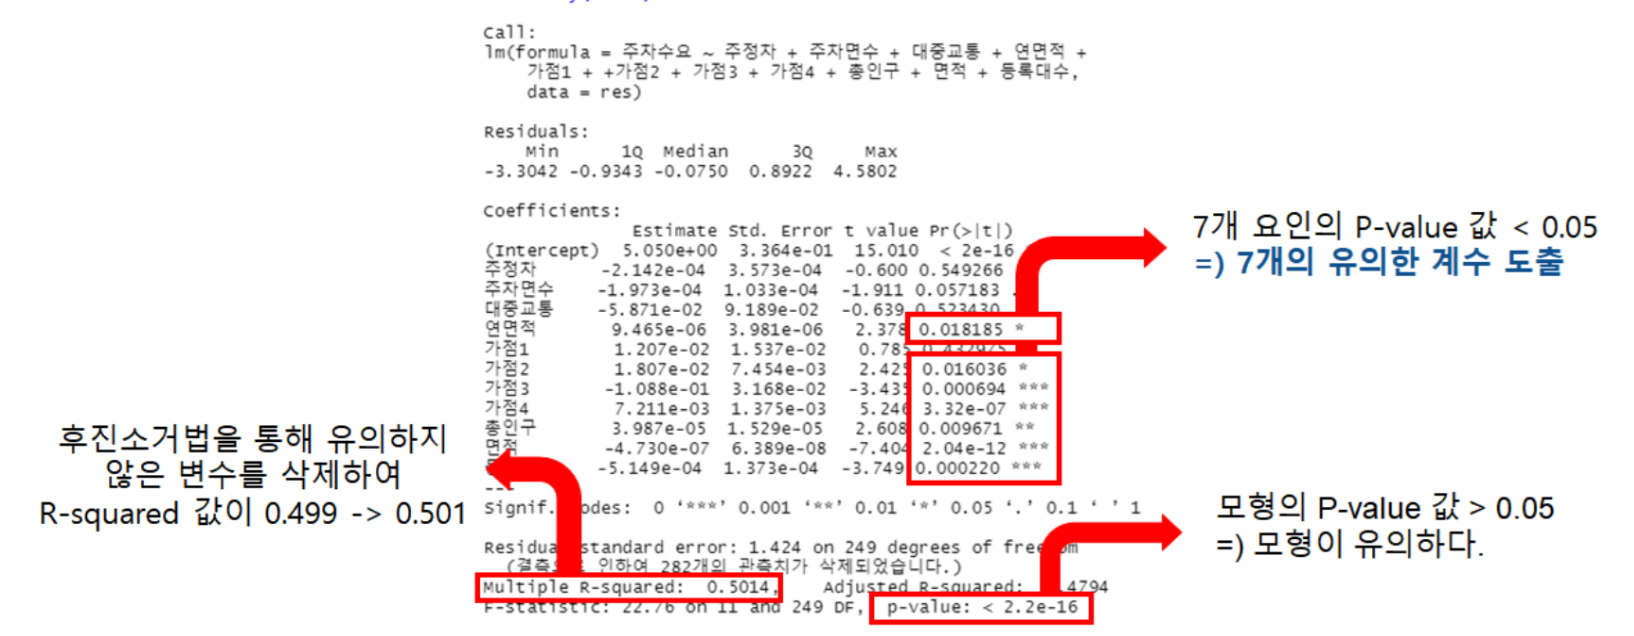 Call:
lm(formula = 주차수요 ~ 주정차 + 주차면수 + 대중교통 + 연면적 +
가점1 + +가점2 + 가점3 + 가점4 + 총인구 + 면적 + 등록대수,
data = res)
Residuals:
Min 1Q Median 3Q Max
-3.3042 -0.9343 -0.0750 0.8922 4.5802
Coefficients:
Estimate Std. Error t value Pr(>|t|)
(Intercept) 5.050e+00 3.364e-01 15.010 < 2e-16
주정차 -2.142e-04 3.573e-04 -0.600 0.549266
주차면수 -1.973e-04 1.033e-04 -1.911 0.057183 .
대중교통 -5.871e-02 9.189e-02 -0.639 0.523430
연면적 9.465e-06 3.981e-06 2.378 0.018185 *
가점1 1.207e-02 1.537e-02 0.785 0.432975
가점2 1.807e-02 7.454e-03 2.425 0.016036 *
가점3 -1.088e-01 3.168e-02 -3.435 0.000694 ***
가점4 7.211e-03 1.375e-03 5.246 3.32e-07 ***
총인구 3.987e-05 1.529e-05 2.608 0.009671 **
면적 -4.730e-07 6.389e-08 -7.404 2.04e-12 ***
-5.149e-04 1.373e-04 -3.749 0.000220 ***
---
Signif. odes: 0 ‘***’ 0.001 ‘**’ 0.01 ‘*’ 0.05 ‘.’ 0.1 ‘ ’ 1
Residua standard error: 1.424 on 249 degrees of freedom
인하여 282개의 관측치가 삭제되었습니다.)
Multiple R-squared: 0.5014, Adjusted R-squared: .4794
F-statistic: 22.76 on 11 and 249 DF, p-value: < 2.2e-16
7개 요인의 P-value 값 < 0.05
=) 7개의 유의한 계수 도출
후진소거법을 통해 유의하지
않은 변수를 삭제하여
R-squared 값이 0.499 -> 0.501
모형의 P-value 값 > 0.05
=) 모형이 유의하다.